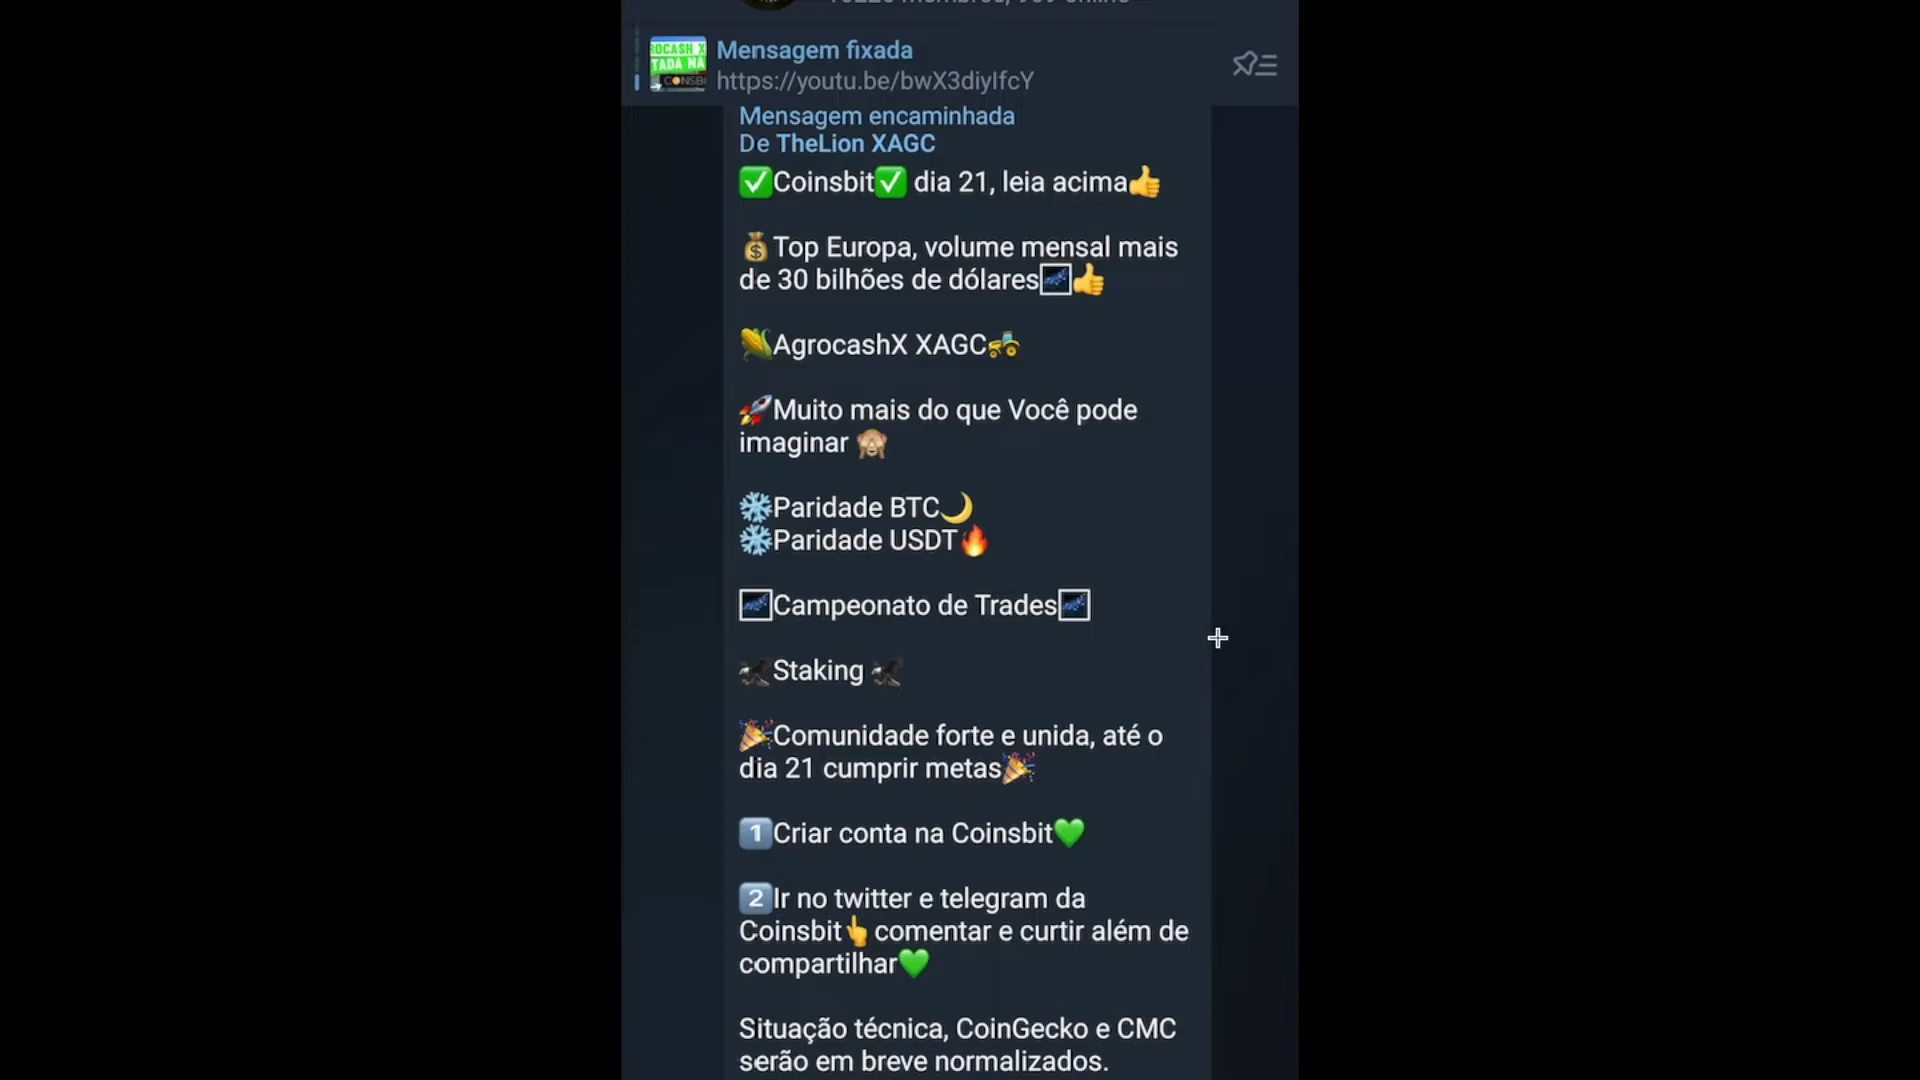 Mensagem fixada
https://youtu.be/bwX3diyIfcY
Mensagem encaminhada
De TheLion XAGC
✅Coinsbit✅ dia 21, leia acima👍
💰Top Europa, volume mensal mais
de 30 bilhões de dólares🌌👍
🌽AgrocashX XAGC🚜
🚀Muito mais do que Você pode
imaginar 🙈
❄️Paridade BTC🌙
❄️Paridade USDT🔥
🌌Campeonato de Trades🌌
🦅Staking 🦅
🎉Comunidade forte e unida, até o
dia 21 cumprir metas🎉
1️⃣Criar conta na Coinsbit💚
2️⃣Ir no twitter e telegram da
Coinsbit👆comentar e curtir além de
compartilhar💚
Situação técnica, CoinGecko e CMC
serão em breve normalizados.